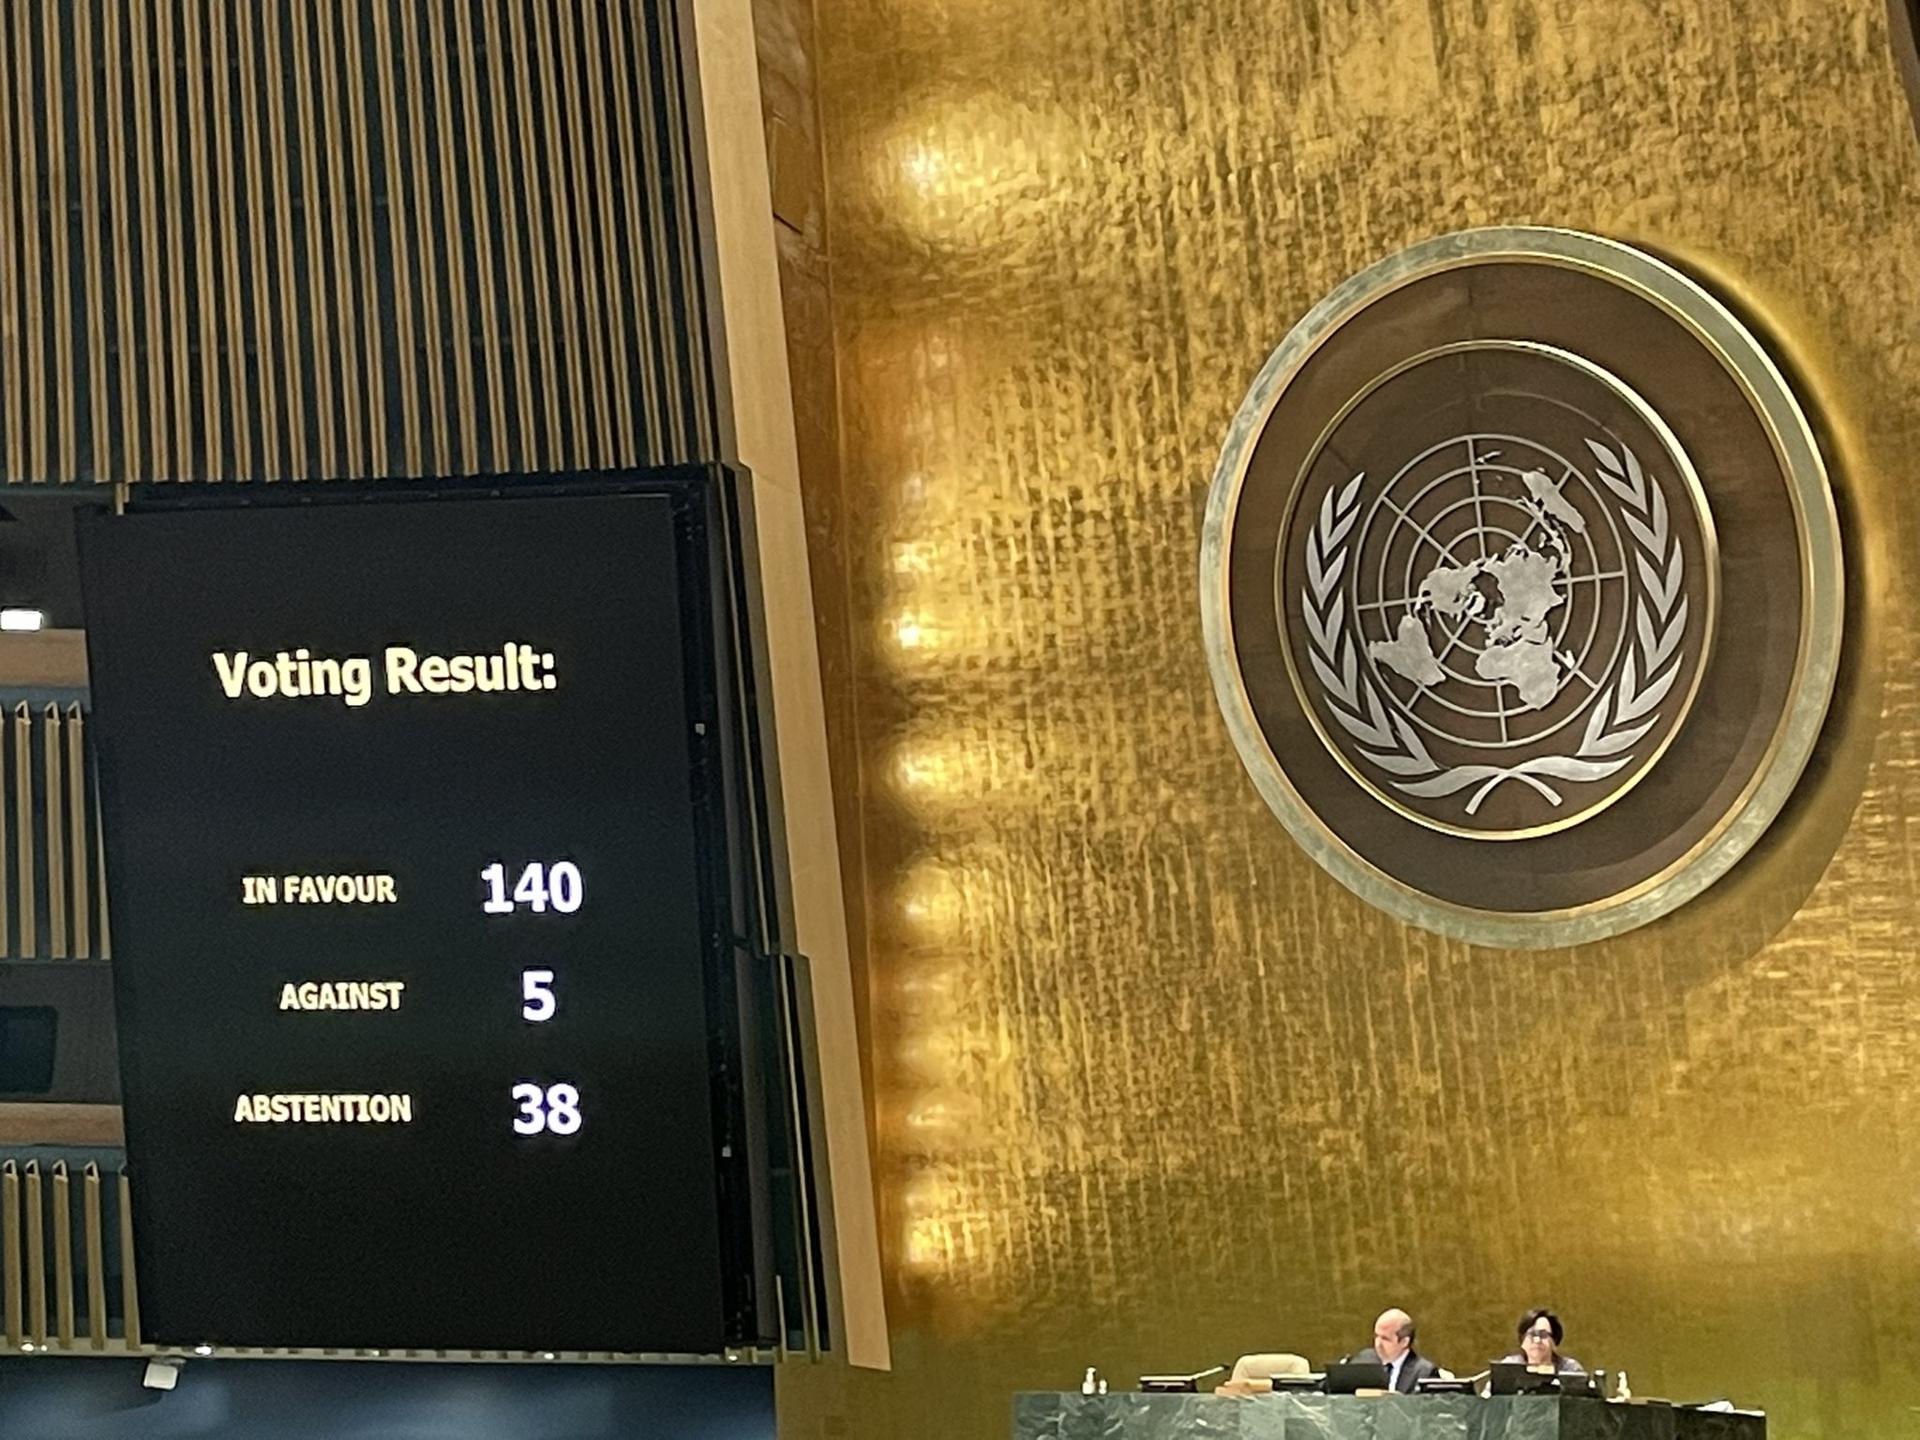 Voting Result:
IN FAVOUR 140
AGAINST 5
ABSTENTION 38